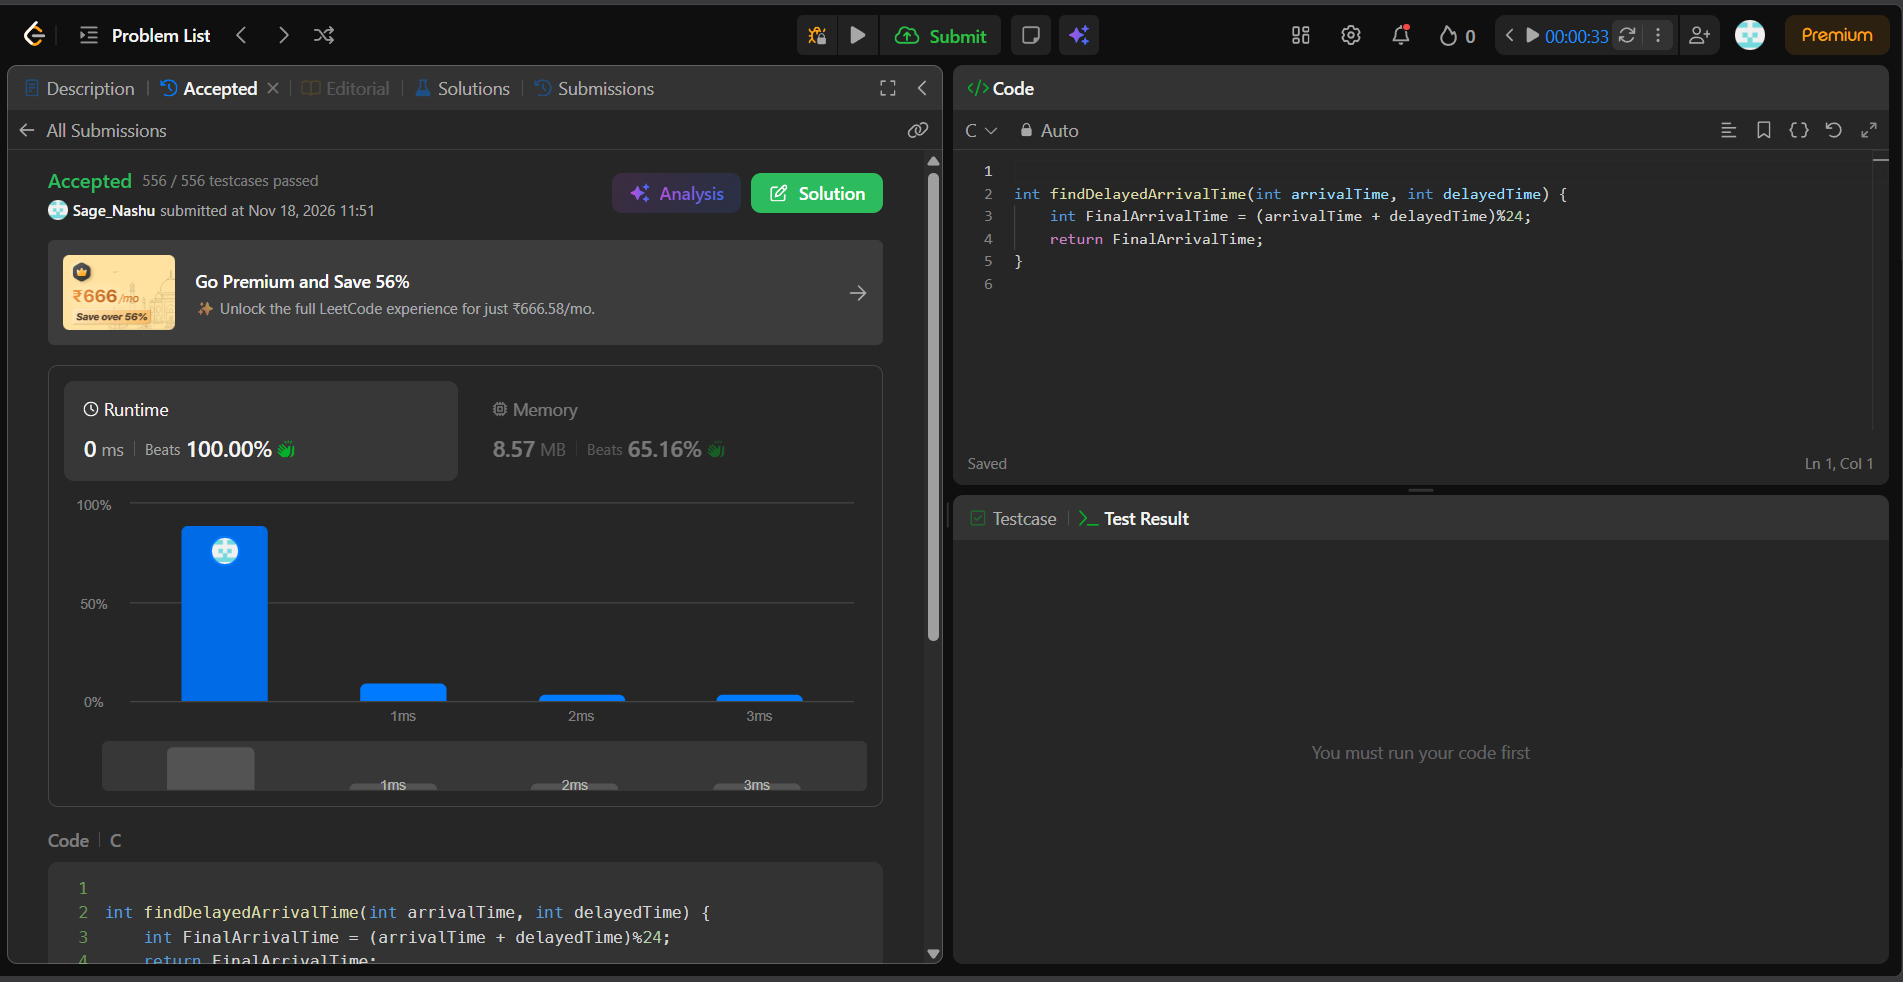 Problem List
Submit
0
00:00:33
Premium
Description
Accepted
Editorial
Solutions
Submissions
All Submissions
Accepted 556 / 556 testcases passed
Sage_Nashu submitted at Nov 18, 2026 11:51
Analysis
Solution
₹666 /mo
Save over 56%
Go Premium and Save 56%
✨ Unlock the full LeetCode experience for just ₹666.58/mo.
Runtime
0 ms Beats 100.00%
Memory
8.57 MB Beats 65.16%
100%
50%
0%
1ms 2ms 3ms
1ms 2ms 3ms
Code C
1
2 int findDelayedArrivalTime(int arrivalTime, int delayedTime) {
3 int FinalArrivalTime = (arrivalTime + delayedTime)%24;
4 return FinalArrivalTime;
</> Code
C Auto
1
2 int findDelayedArrivalTime(int arrivalTime, int delayedTime) {
3 int FinalArrivalTime = (arrivalTime + delayedTime)%24;
4 return FinalArrivalTime;
5 }
6
Saved
Ln 1, Col 1
Testcase
Test Result
You must run your code first